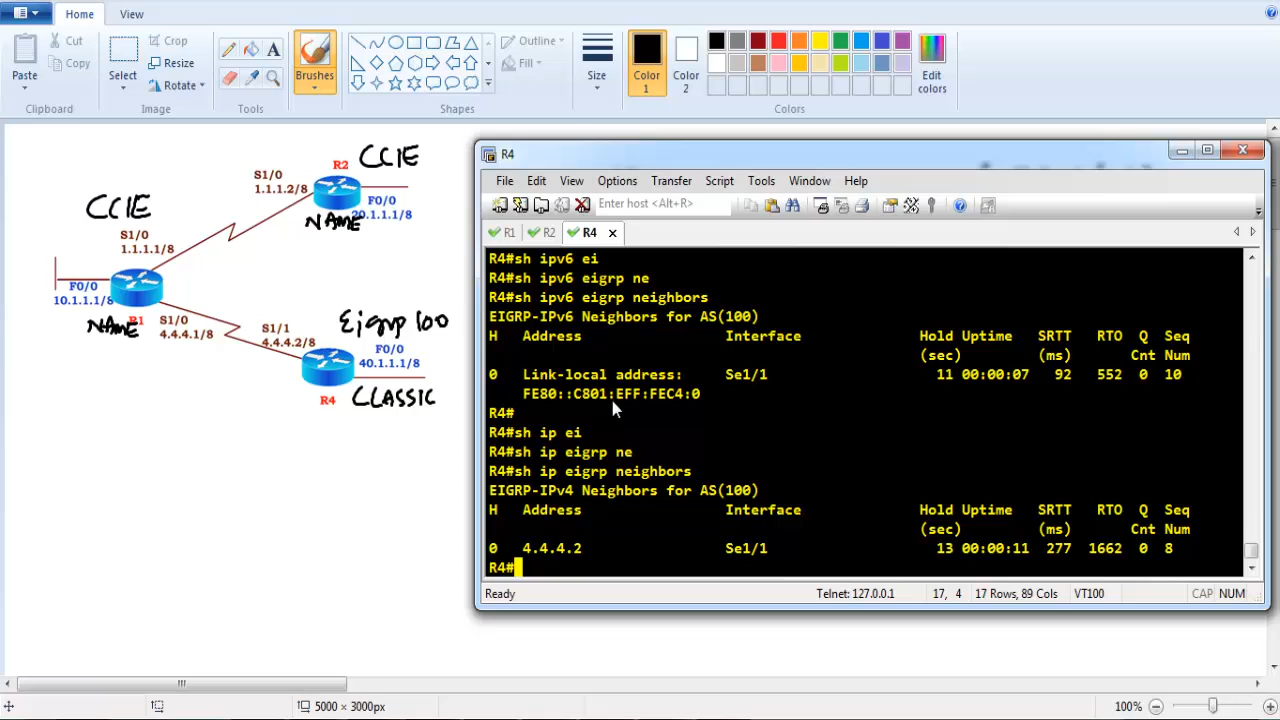 Home
View
Paste
Cut
Copy
Clipboard
Select
Crop
Resize
Rotate
Image
A
Tools
Brushes
Outline
Fill
Shapes
Size
Color 1
Color 2
Edit colors
Colors
CCIE
R2
S1/0
1.1.1.2/8
F0/0
20.1.1.1/8
NAME
CCIE
S1/0
1.1.1.1/8
F0/0
10.1.1.1/8
NAME
R1
S1/0
4.4.4.1/8
S1/1
4.4.4.2/8
Eigrp 100
F0/0
40.1.1.1/8
R4
CLASSIC
R4
File Edit View Options Transfer Script Tools Window Help
Enter host <Alt+R>
R1 R2 R4
R4#sh ipv6 ei
R4#sh ipv6 eigrp ne
R4#sh ipv6 eigrp neighbors
EIGRP-IPv6 Neighbors for AS(100)
H Address Interface Hold Uptime SRTT RTO Q Seq
(sec) (ms) Cnt Num
0 Link-local address: Se1/1 11 00:00:07 92 552 0 10
FE80::C801:EFF:FEC4:0
R4#
R4#sh ip ei
R4#sh ip eigrp ne
R4#sh ip eigrp neighbors
EIGRP-IPv4 Neighbors for AS(100)
H Address Interface Hold Uptime SRTT RTO Q Seq
(sec) (ms) Cnt Num
0 4.4.4.2 Se1/1 13 00:00:11 277 1662 0 8
R4#
Ready Telnet: 127.0.0.1 17, 4 17 Rows, 89 Cols VT100 CAP NUM
5000 × 3000px 100%